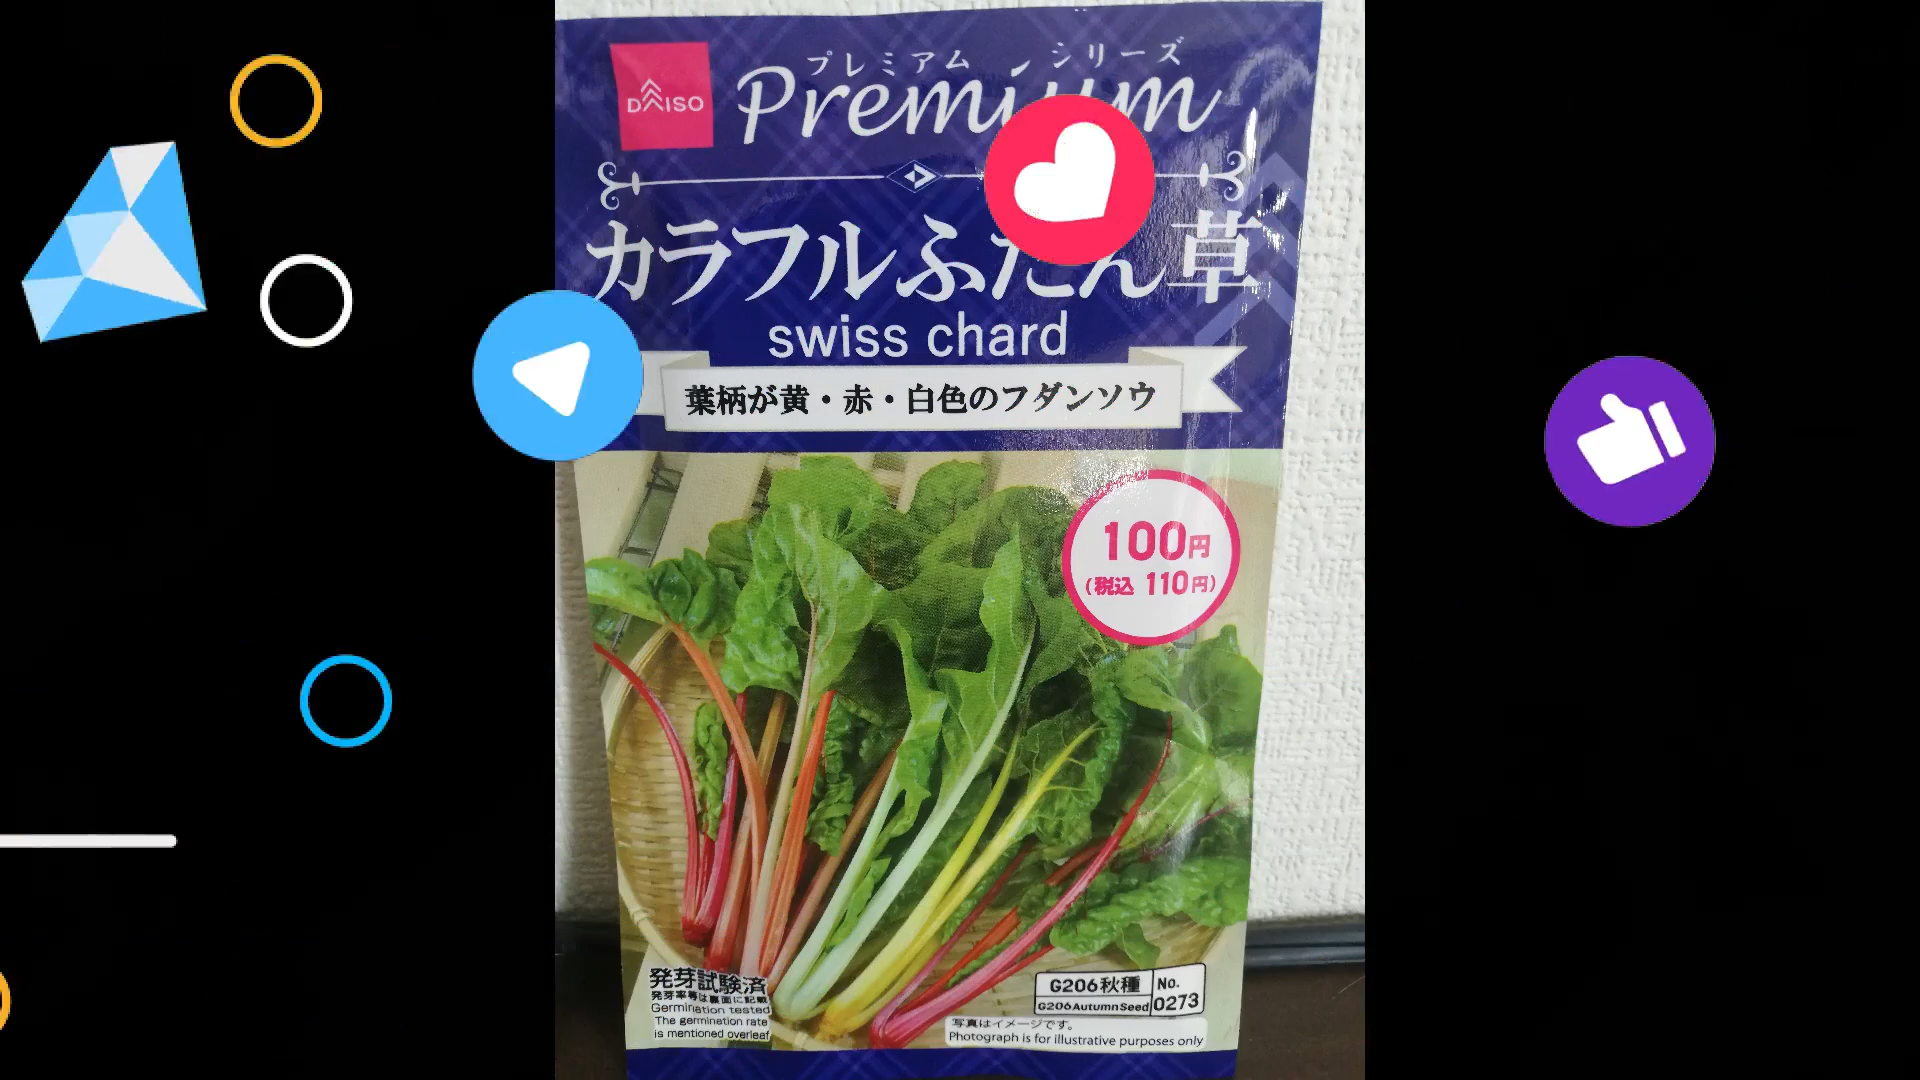 プレミアム シリーズ
DAISO
Premium
カラフルふだん草
swiss chard
葉柄が黄・赤・白色のフダンソウ
100円
(税込 110円)
発芽試験済
発芽率等は裏面に記載
Germination tested
The germination rate
is mentioned overleaf
G206秋種
G206AutumnSeed
No.
0273
写真はイメージです。
Photograph is for illustrative purposes only